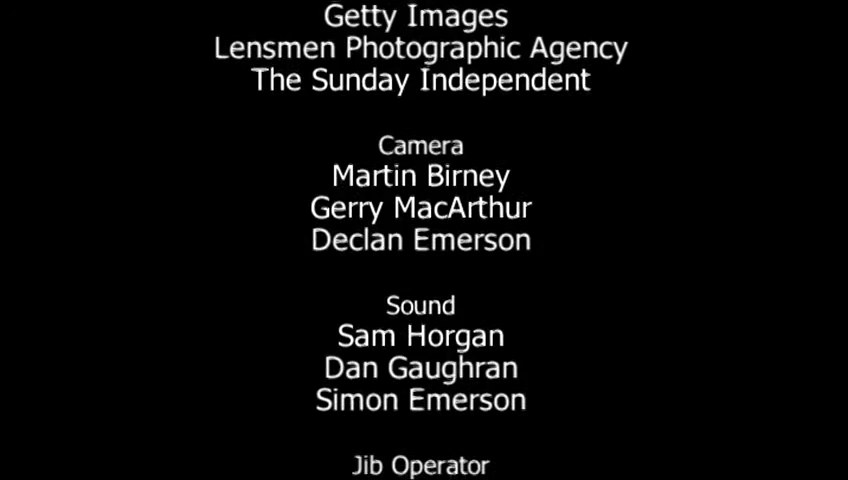 Getty Images
Lensmen Photographic Agency
The Sunday Independent
Camera
Martin Birney
Gerry MacArthur
Declan Emerson
Sound
Sam Horgan
Dan Gaughran
Simon Emerson
Jib Operator